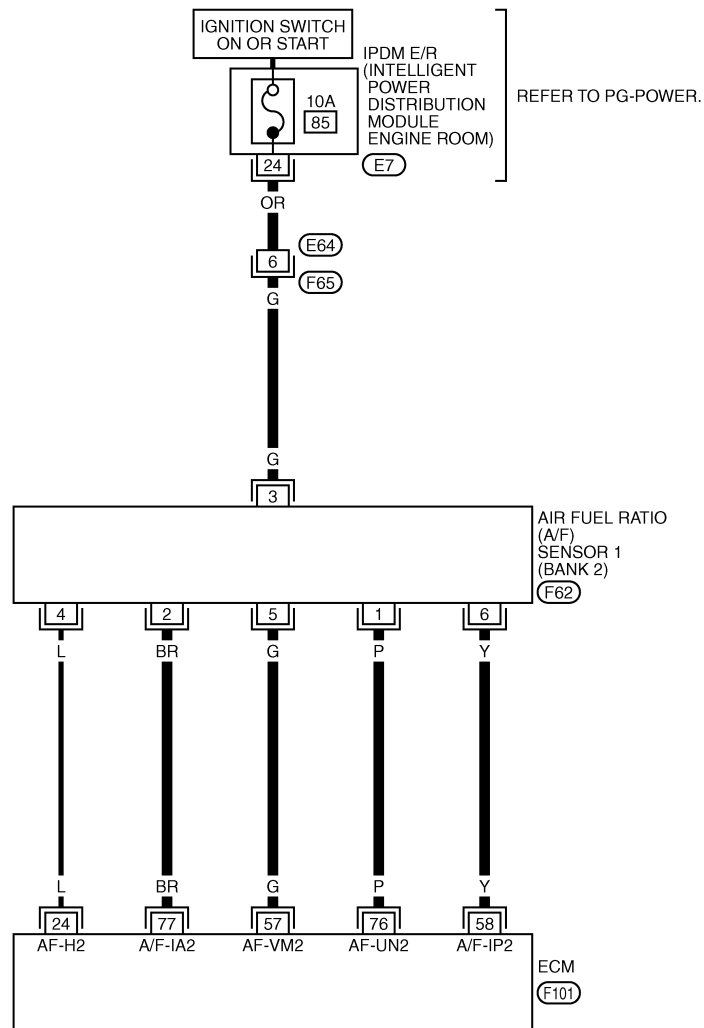 IGNITION SWITCH
ON OR START
IPDM E/R
(INTELLIGENT
POWER
DISTRIBUTION
MODULE
ENGINE ROOM)
REFER TO PG-POWER.
10A
85
24
E7
OR
E64
6
F65
G
G
3
AIR FUEL RATIO
(A/F)
SENSOR 1
(BANK 2)
F62
4 2 5 1 6
L BR G P Y
L BR G P Y
24 77 57 76 58
AF-H2 A/F-IA2 AF-VM2 AF-UN2 A/F-IP2
ECM
F101